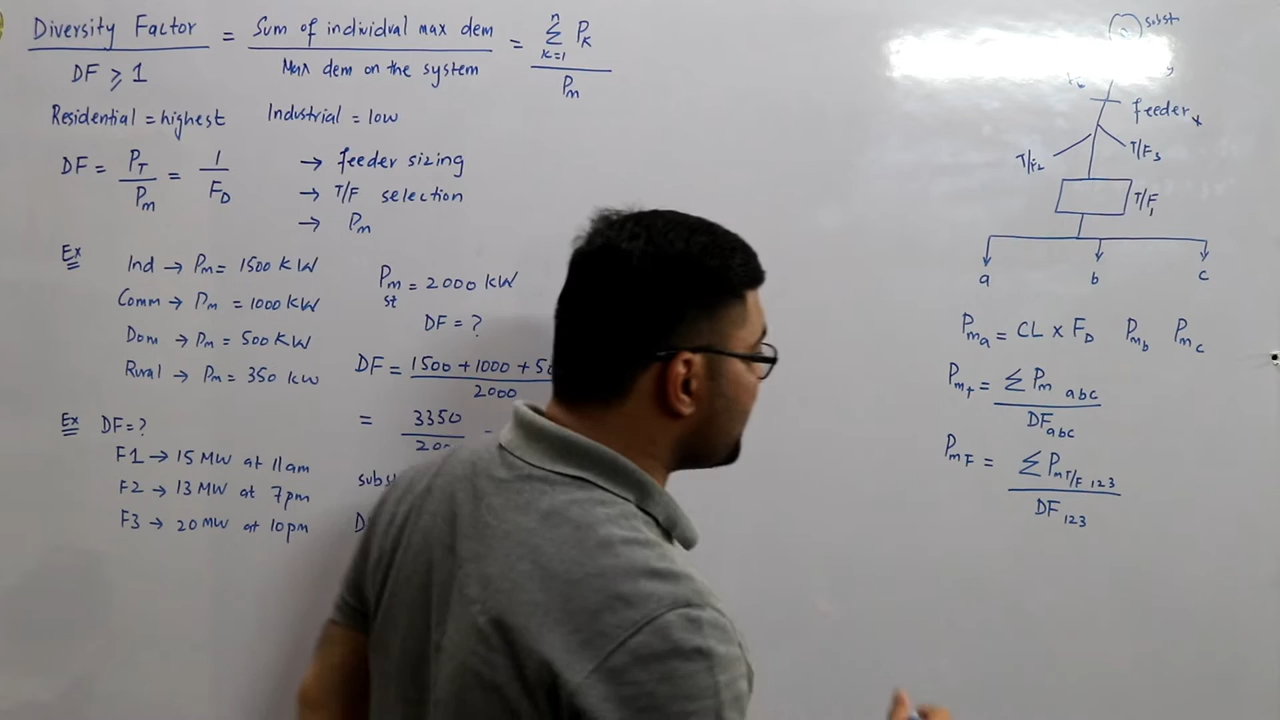 Diversity Factor = Sum of individual max dem / Max dem on the system = n Σ k=1 Pk / Pm
DF ⩾ 1
Residential = highest Industrial = low
DF = PT / Pm = 1 / FD
→ feeder sizing
→ T/F selection
→ Pm
Ex
Ind → Pm = 1500 KW
Comm → Pm = 1000 KW
Dom → Pm = 500 KW
Rural → Pm = 350 kw
Pm st = 2000 KW
DF = ?
DF = 1500 + 1000 + / 2000
= 3350 /
Ex DF = ?
F1 → 15 MW at 11am
F2 → 13 MW at 7pm
F3 → 20 MW at 10pm
subst
feeder x
T/F2
T/F3
T/F1
a b c
Pma = CL x FD Pmb Pmc
PmT = Σ Pm abc / DFabc
PmF = Σ PmT/F 123 / DF123